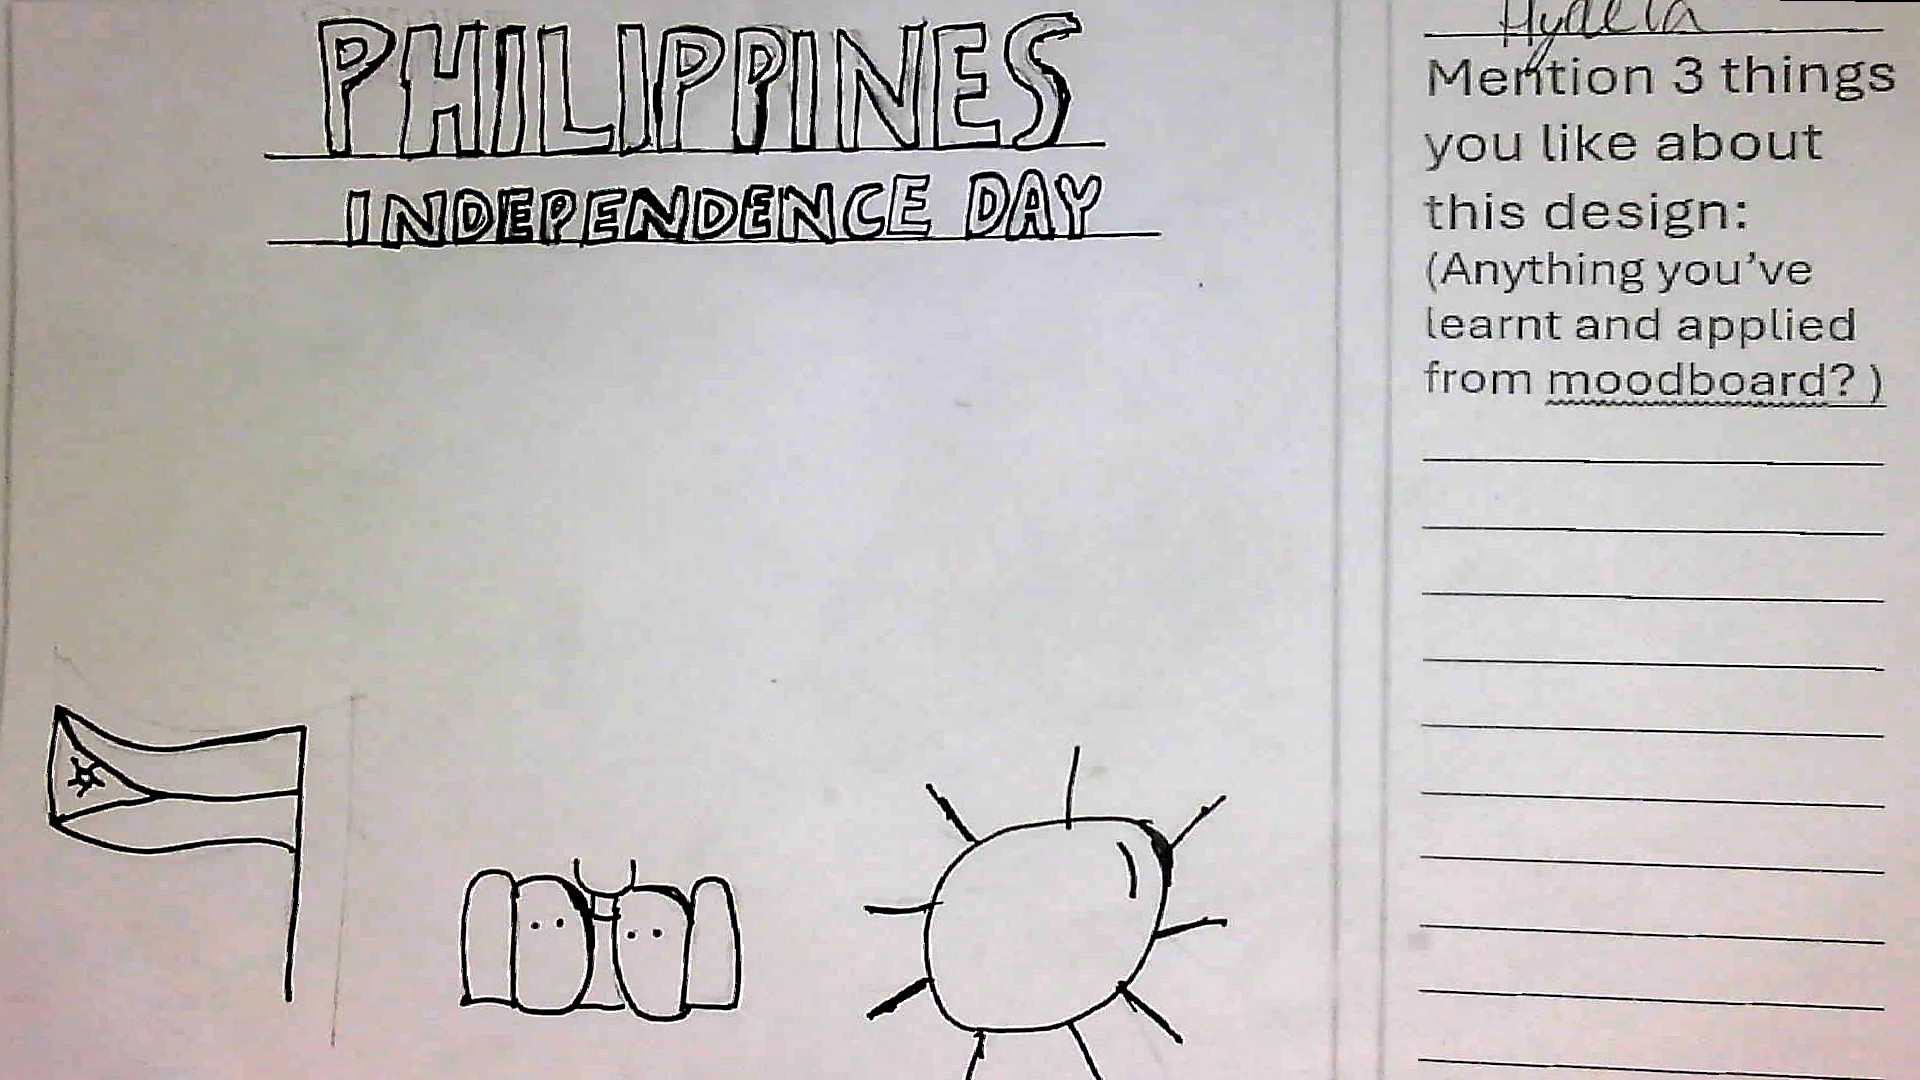 PHILIPPINES
INDEPENDENCE DAY
Hydela
Mention 3 things
you like about
this design:
(Anything you've
learnt and applied
from moodboard? )